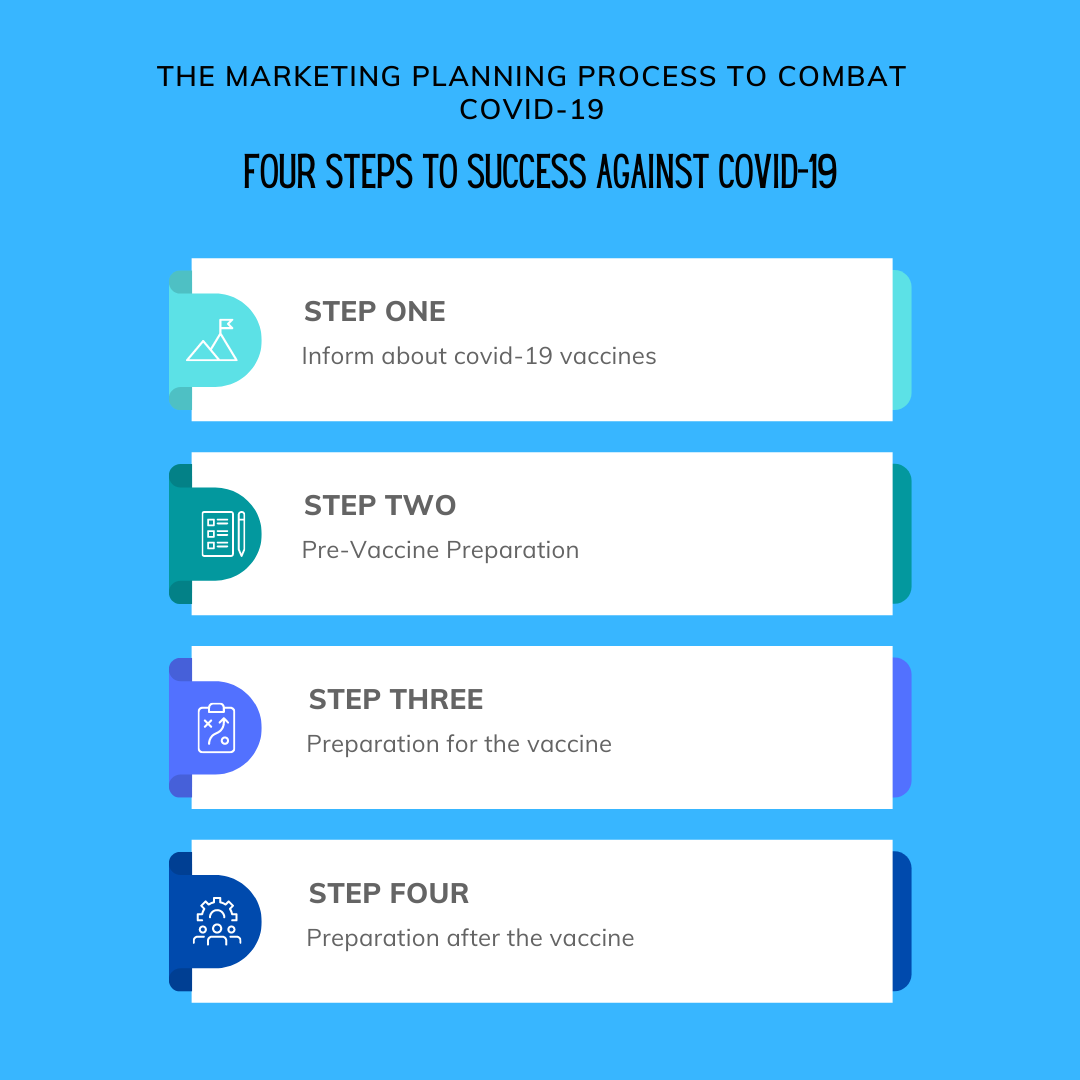 THE MARKETING PLANNING PROCESS TO COMBAT
COVID-19
FOUR STEPS TO SUCCESS AGAINST COVID-19
STEP ONE
Inform about covid-19 vaccines
STEP TWO
Pre-Vaccine Preparation
STEP THREE
Preparation for the vaccine
STEP FOUR
Preparation after the vaccine